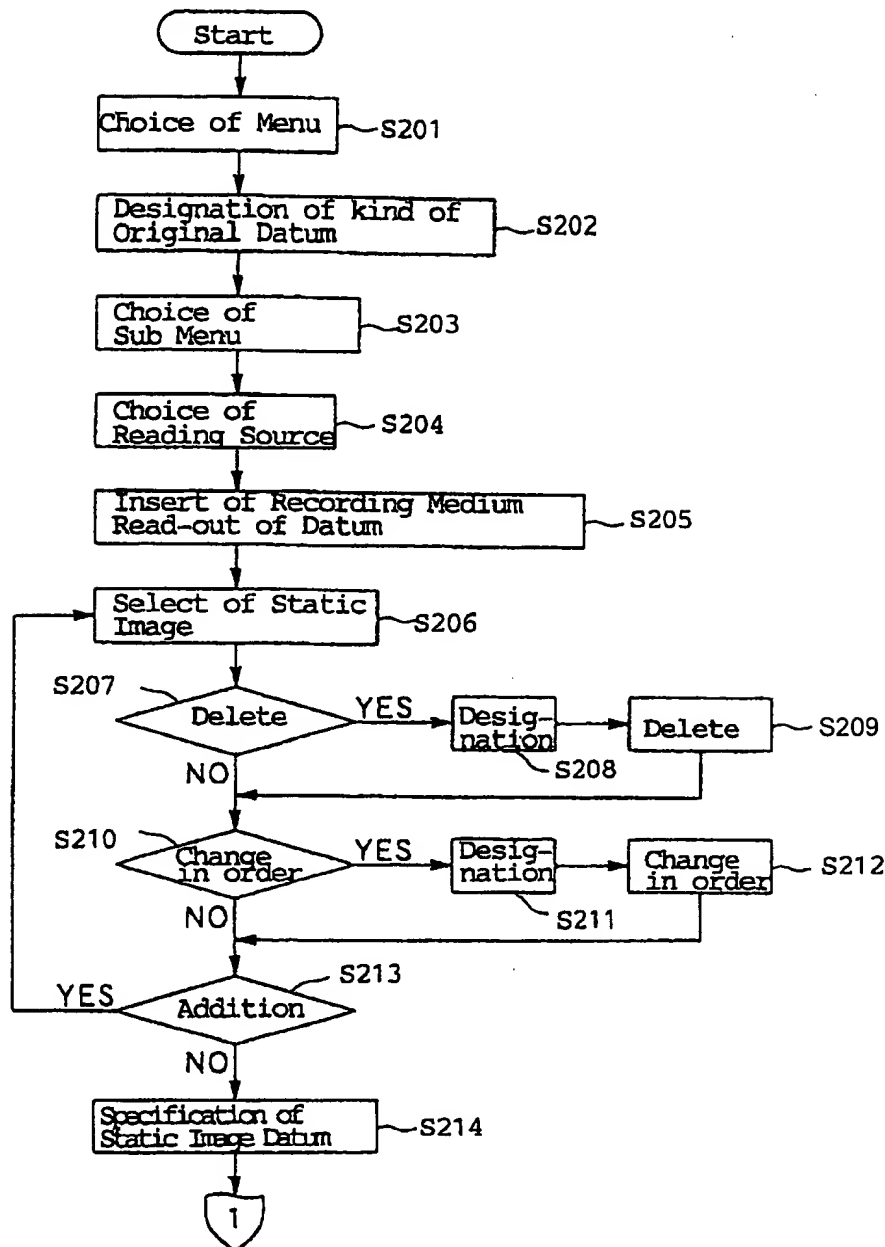 Start
Choice of Menu
S201
Designation of kind of
Original Datum
S202
Choice of
Sub Menu
S203
Choice of
Reading Source
S204
Insert of Recording Medium
Read-out of Datum
S205
Select of Static
Image
S206
S207
Delete
YES
Desig-
nation
S208
Delete
S209
NO
S210
Change
in order
YES
Desig-
nation
S211
Change
in order
S212
NO
S213
YES
Addition
NO
Specification of
Static Image Datum
S214
1